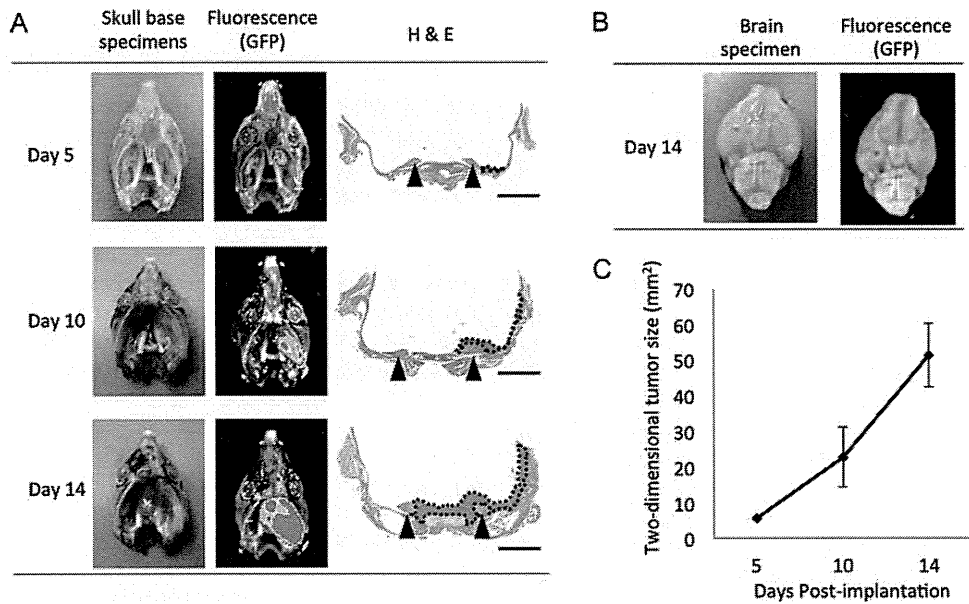 A
Skull base specimens
Fluorescence (GFP)
H & E
Day 5
Day 10
Day 14
B
Brain specimen
Fluorescence (GFP)
Day 14
C
Two-dimensional tumor size (mm²)
70
60
50
40
30
20
10
0
5 10 14
Days Post-implantation